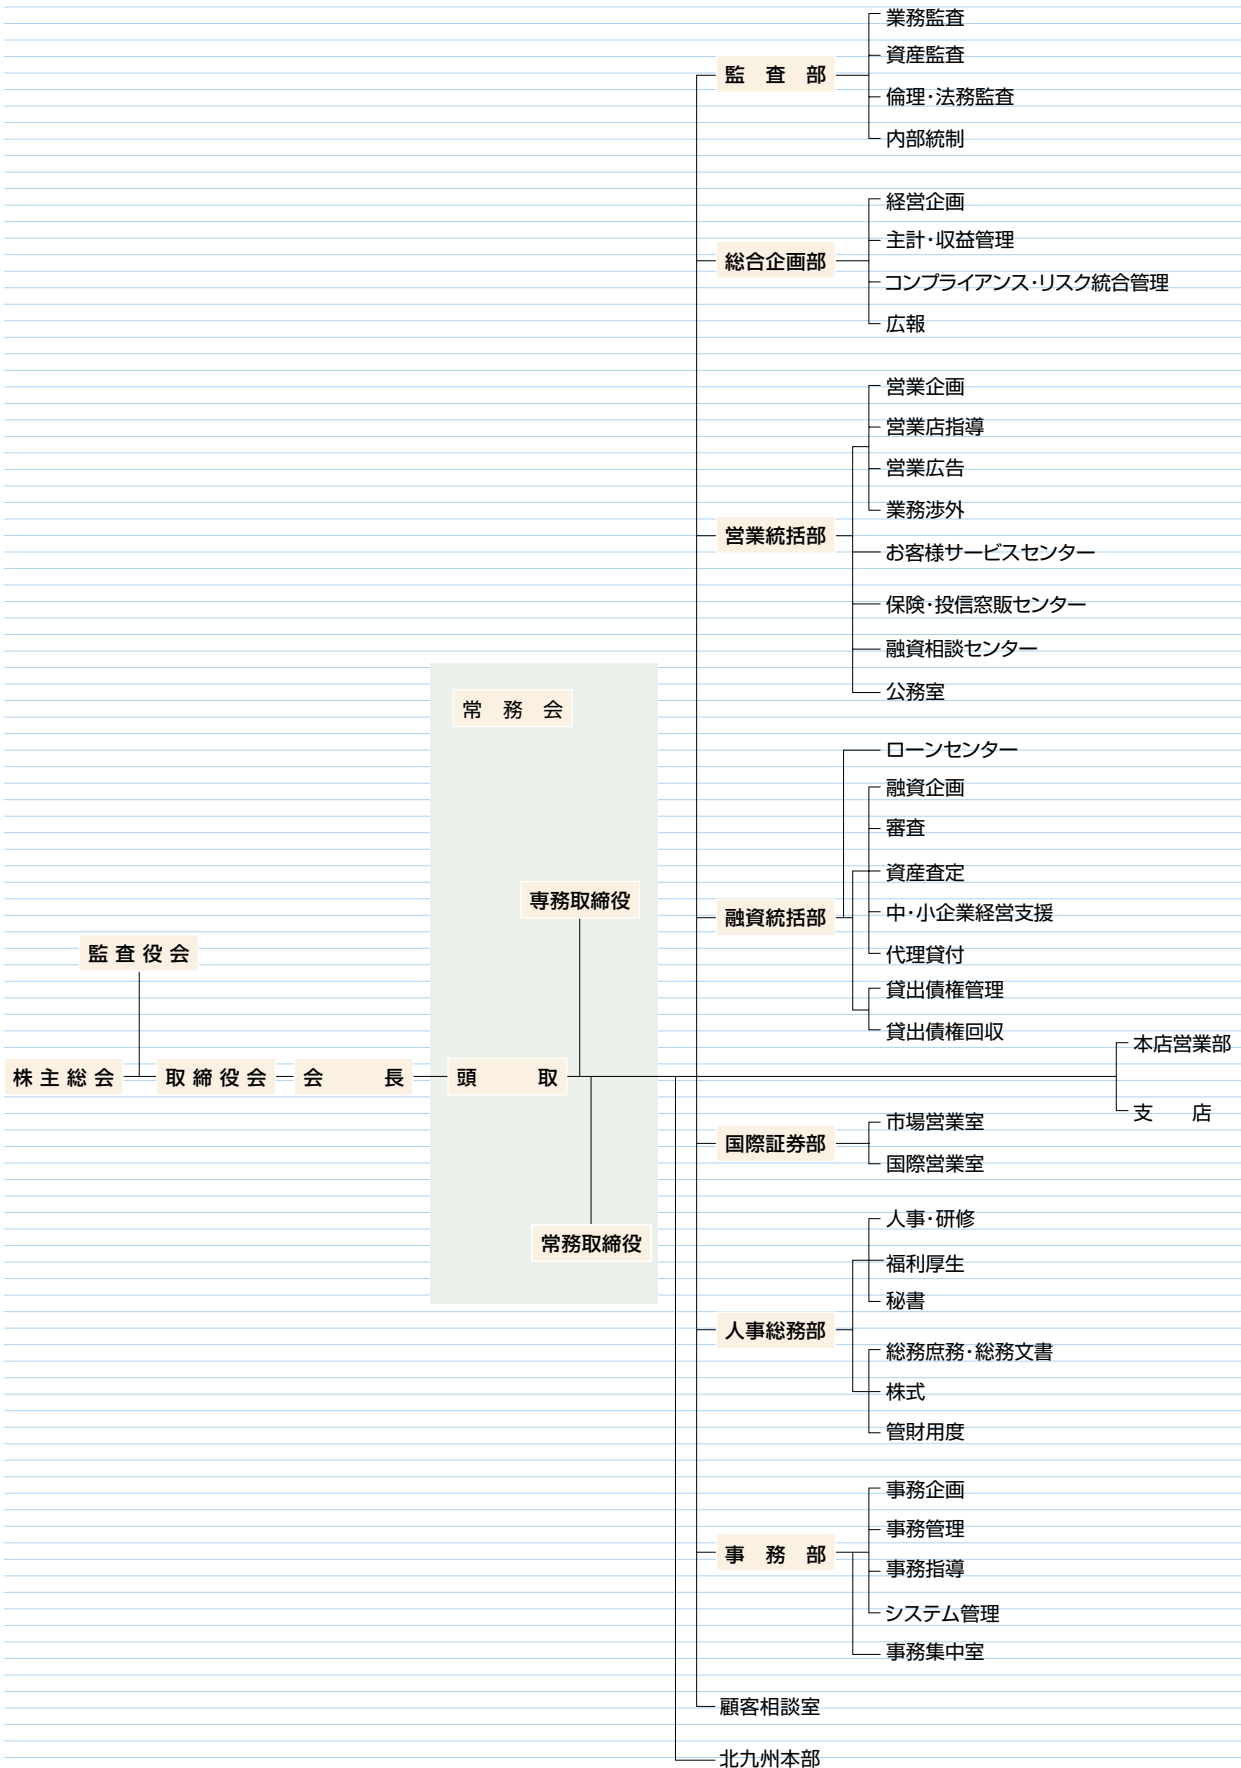 業務監査
資産監査
監 査 部
倫理・法務監査
内部統制
経営企画
主計・収益管理
総合企画部
コンプライアンス・リスク統合管理
広報
営業企画
営業店指導
営業広告
業務渉外
営業統括部
お客様サービスセンター
保険・投信窓販センター
融資相談センター
公務室
常 務 会
ローンセンター
融資企画
審査
資産査定
専務取締役
融資統括部
中・小企業経営支援
代理貸付
貸出債権管理
貸出債権回収
監査役会
株主総会
取締役会
会 長
頭 取
本店営業部
支 店
国際証券部
市場営業室
国際営業室
常務取締役
人事・研修
福利厚生
秘書
人事総務部
総務庶務・総務文書
株式
管財用度
事務企画
事務管理
事 務 部
事務指導
システム管理
事務集中室
顧客相談室
北九州本部